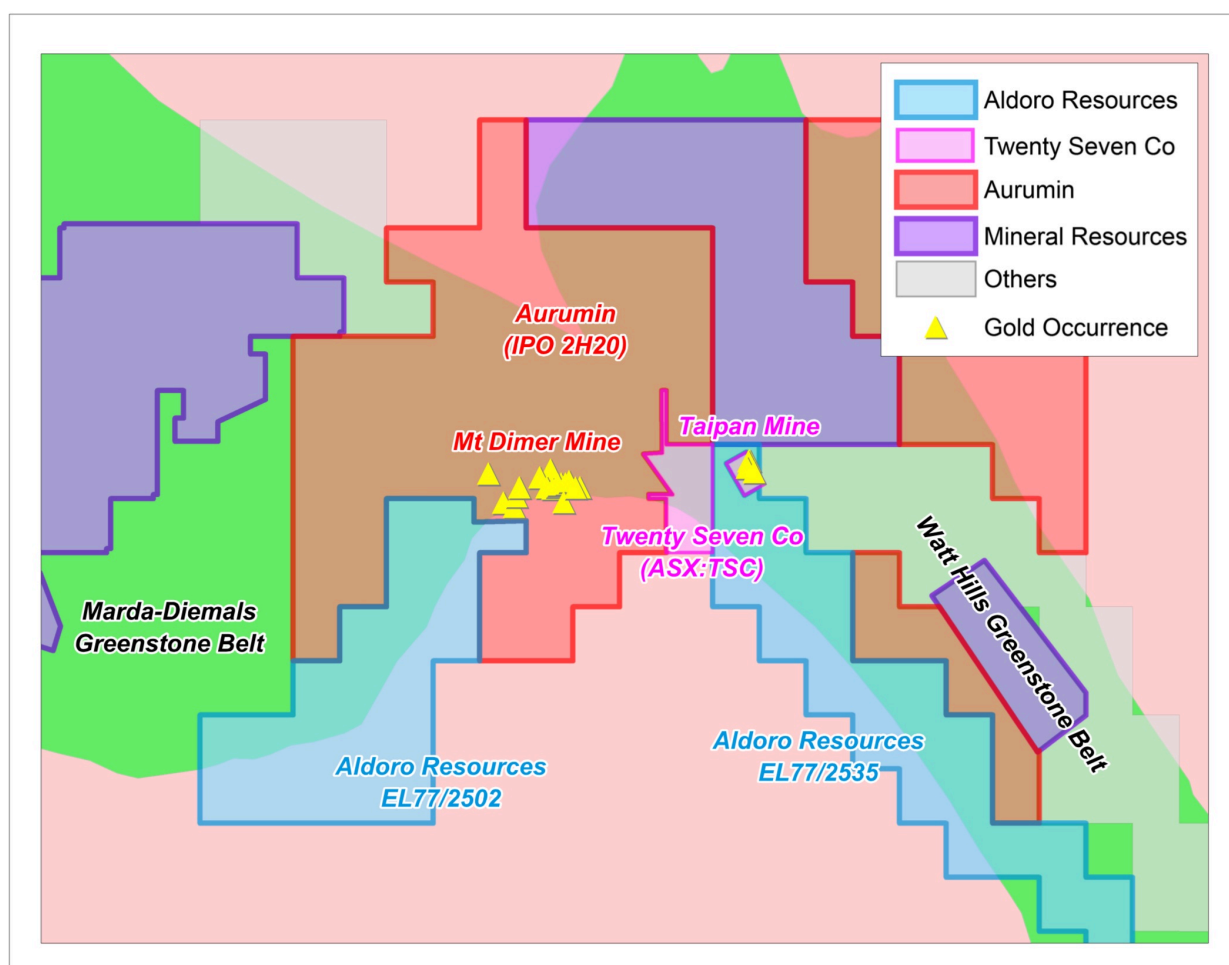 Aldoro Resources
Twenty Seven Co
Aurumin
Mineral Resources
Others
Gold Occurrence
Aurumin
(IPO 2H20)
Mt Dimer Mine
Taipan Mine
Twenty Seven Co
(ASX:TSC)
Watt Hills Greenstone Belt
Marda-Diemals
Greenstone Belt
Aldoro Resources
EL77/2502
Aldoro Resources
EL77/2535